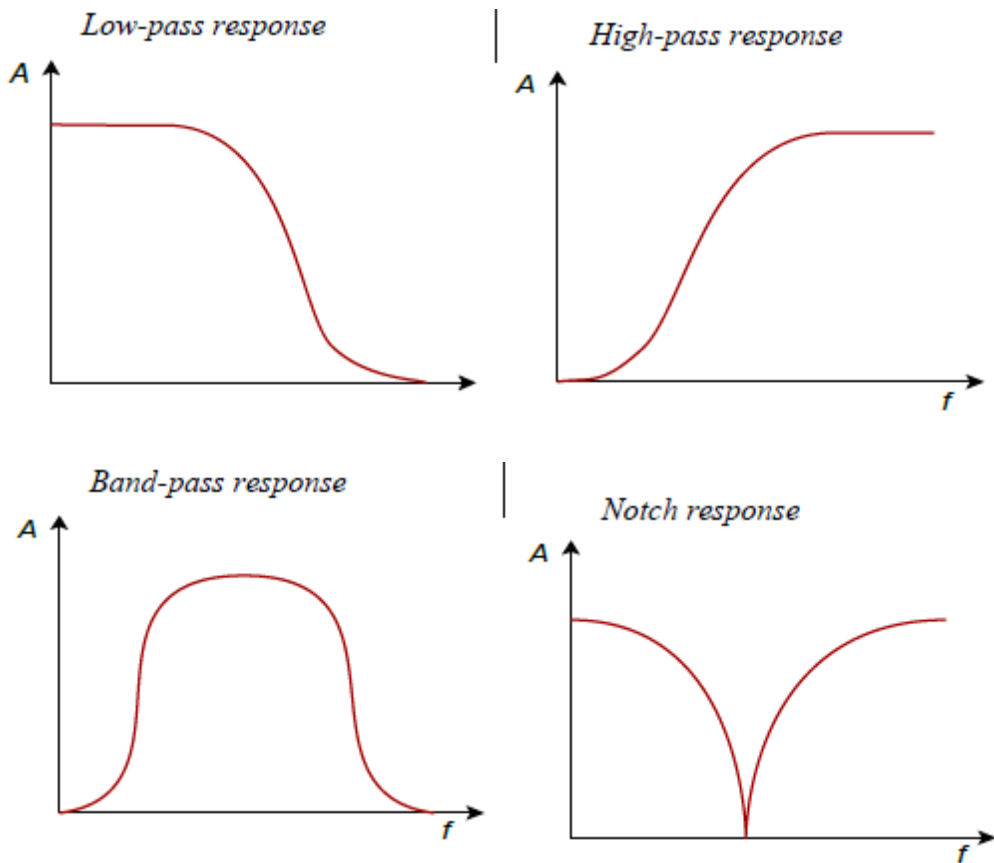 Low-pass response
A
High-pass response
A
f
Band-pass response
A
f
Notch response
A
f